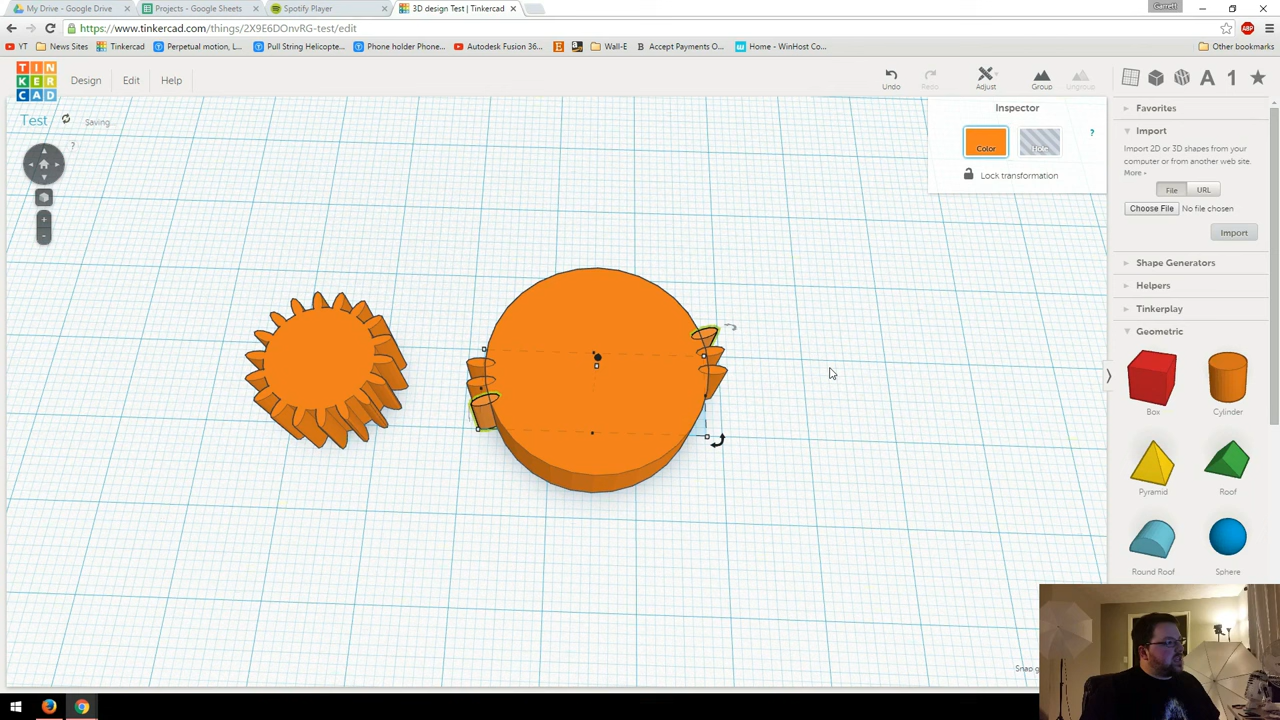 Garrett
My Drive - Google Drive
Projects - Google Sheets
Spotify Player
3D design Test | Tinkercad
https://www.tinkercad.com/things/2X9E6DOnvRG-test/edit
ABP
YT
News Sites
Tinkercad
Perpetual motion, L...
Pull String Helicopte...
Phone holder Phone...
Autodesk Fusion 36...
Wall-E
Accept Payments O...
Home - WinHost Co...
Other bookmarks
TIN
KER
CAD
Design
Edit
Help
Undo
Redo
Adjust
Group
Ungroup
Test
Saving...
Inspector
Color
Hole
Lock transformation
Favorites
Import
Import 2D or 3D shapes from your
computer or from another web site.
More
File
URL
Choose File
No file chosen
Import
Shape Generators
Helpers
Tinkerplay
Geometric
Box
Cylinder
Pyramid
Roof
Round Roof
Sphere
Snap g